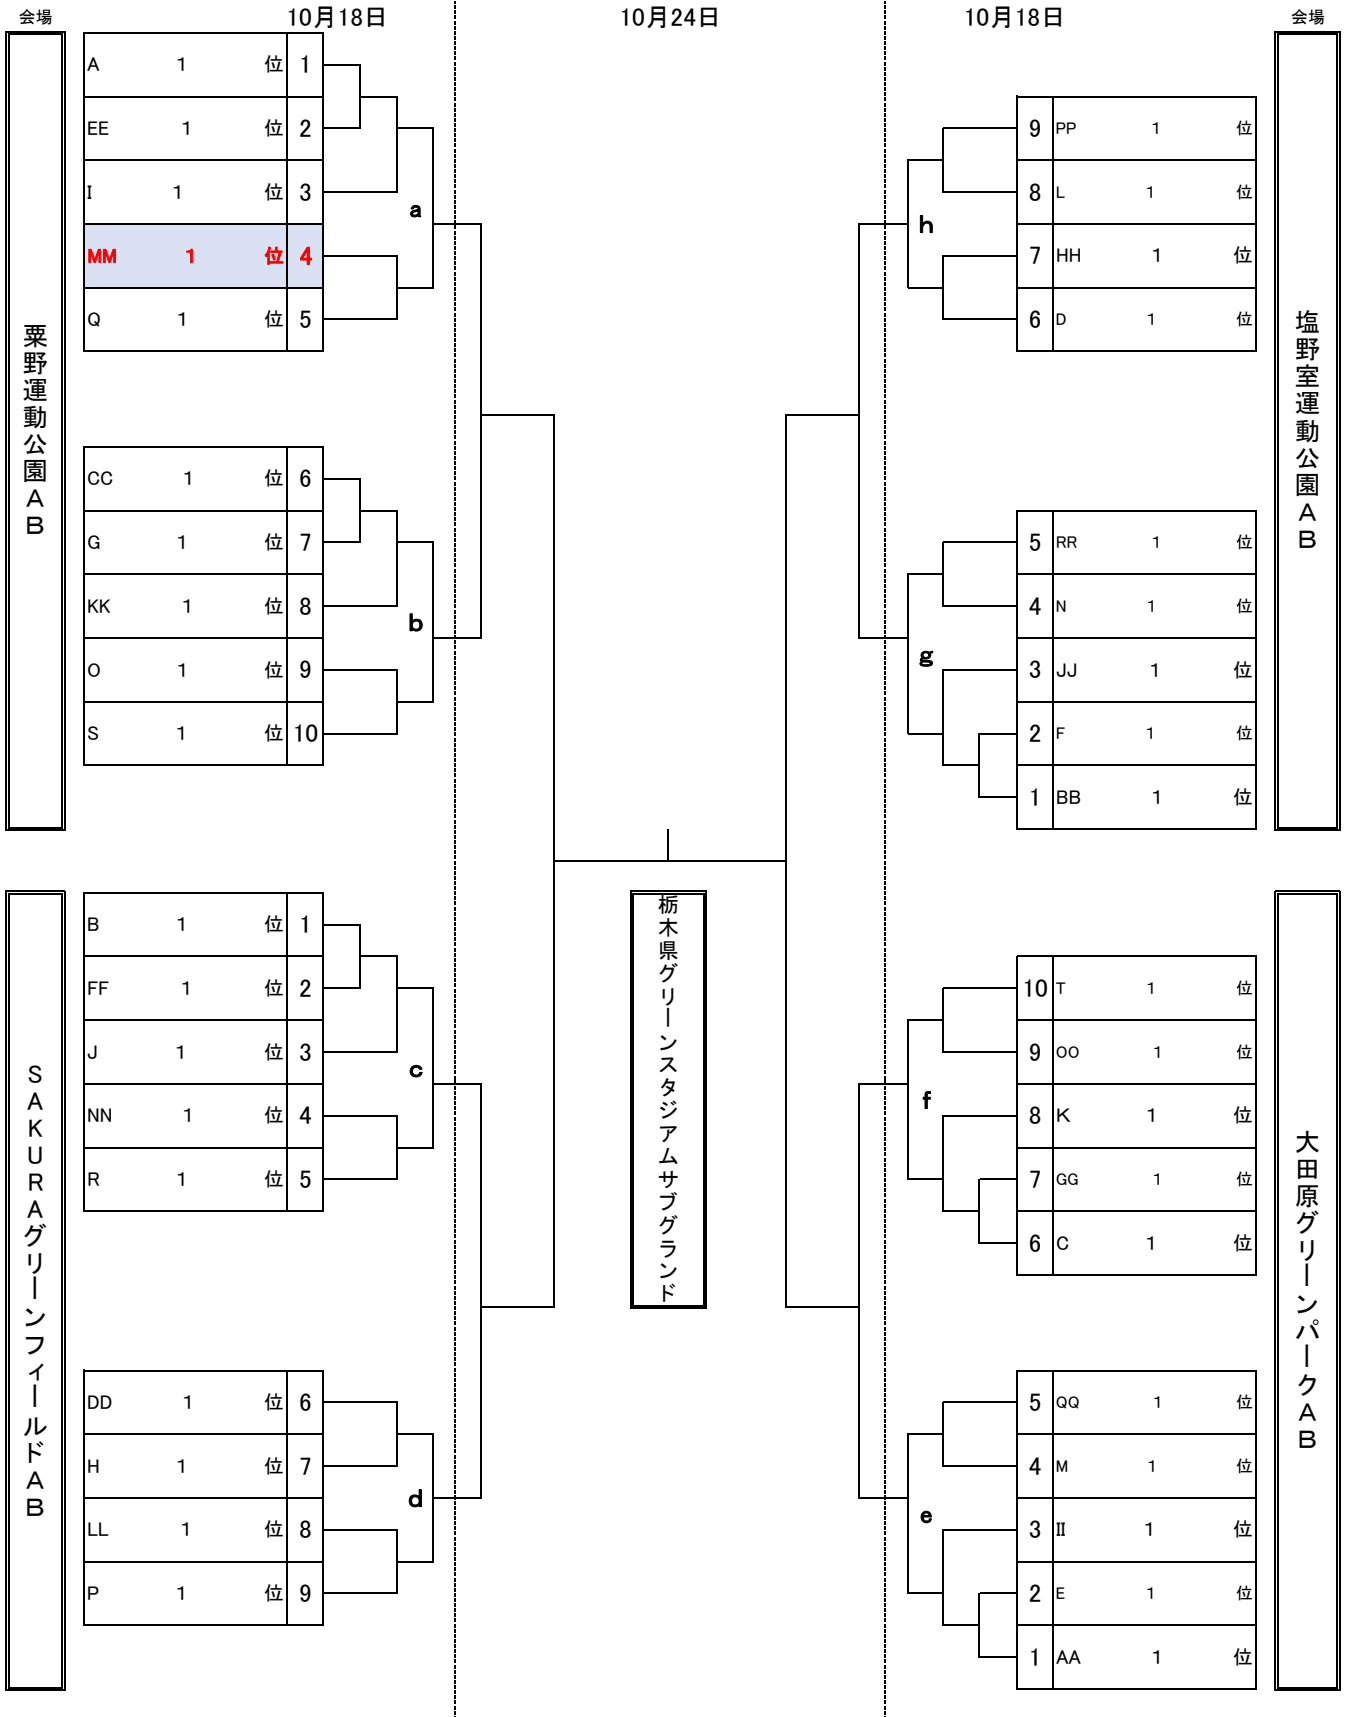 会場
10月18日
10月24日
10月18日
会場
粟野運動公園AB
A 1 位 1
EE 1 位 2
I 1 位 3
MM 1 位 4
Q 1 位 5
a
CC 1 位 6
G 1 位 7
KK 1 位 8
O 1 位 9
S 1 位 10
b
SAKURAグリーンフィールドAB
B 1 位 1
FF 1 位 2
J 1 位 3
NN 1 位 4
R 1 位 5
c
DD 1 位 6
H 1 位 7
LL 1 位 8
P 1 位 9
d
栃木県グリーンスタジアムサブグランド
9 PP 1 位
8 L 1 位
7 HH 1 位
6 D 1 位
h
5 RR 1 位
4 N 1 位
3 JJ 1 位
2 F 1 位
1 BB 1 位
g
塩野室運動公園AB
10 T 1 位
9 OO 1 位
8 K 1 位
7 GG 1 位
6 C 1 位
f
5 QQ 1 位
4 M 1 位
3 II 1 位
2 E 1 位
1 AA 1 位
e
大田原グリーンパークAB